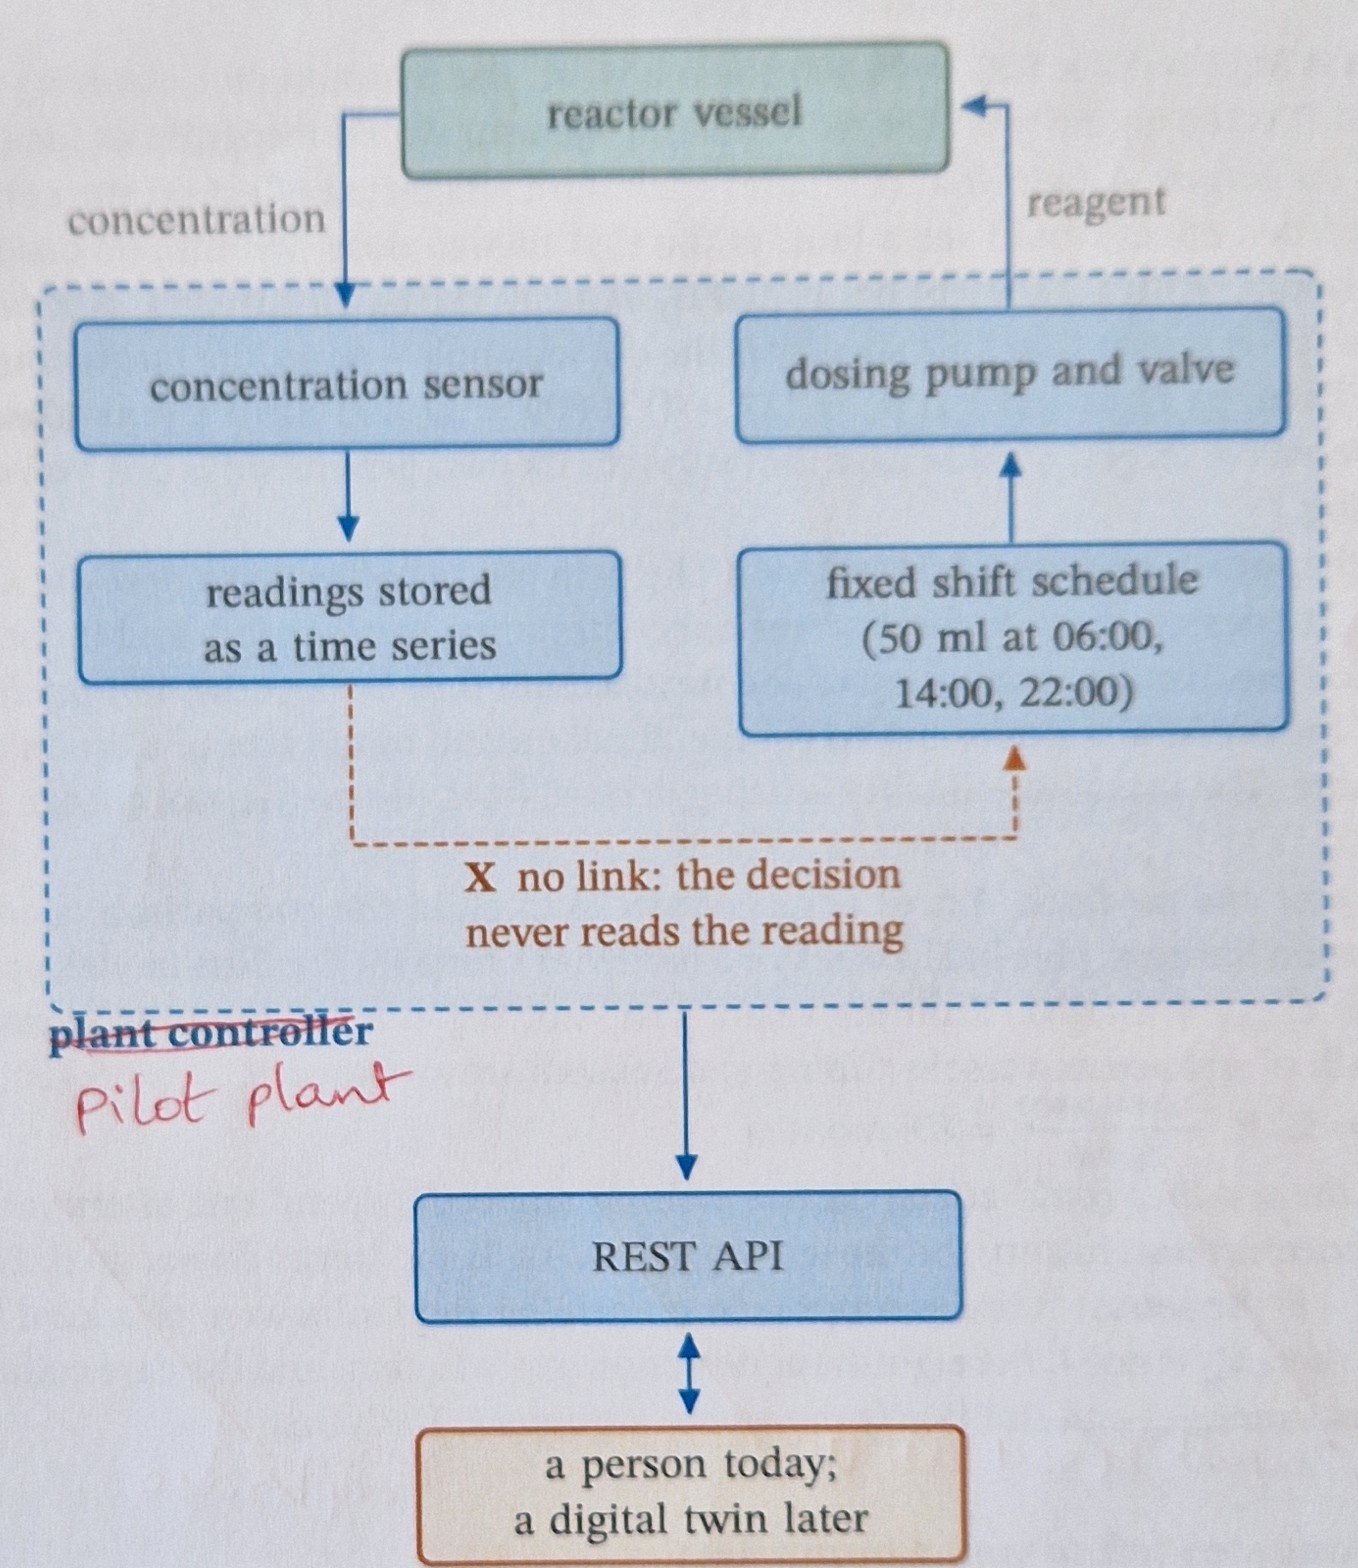 reactor vessel
concentration
reagent
concentration sensor
dosing pump and valve
readings stored
as a time series
fixed shift schedule
(50 ml at 06:00,
14:00, 22:00)
X no link: the decision
never reads the reading
plant controller
pilot plant
REST API
a person today;
a digital twin later